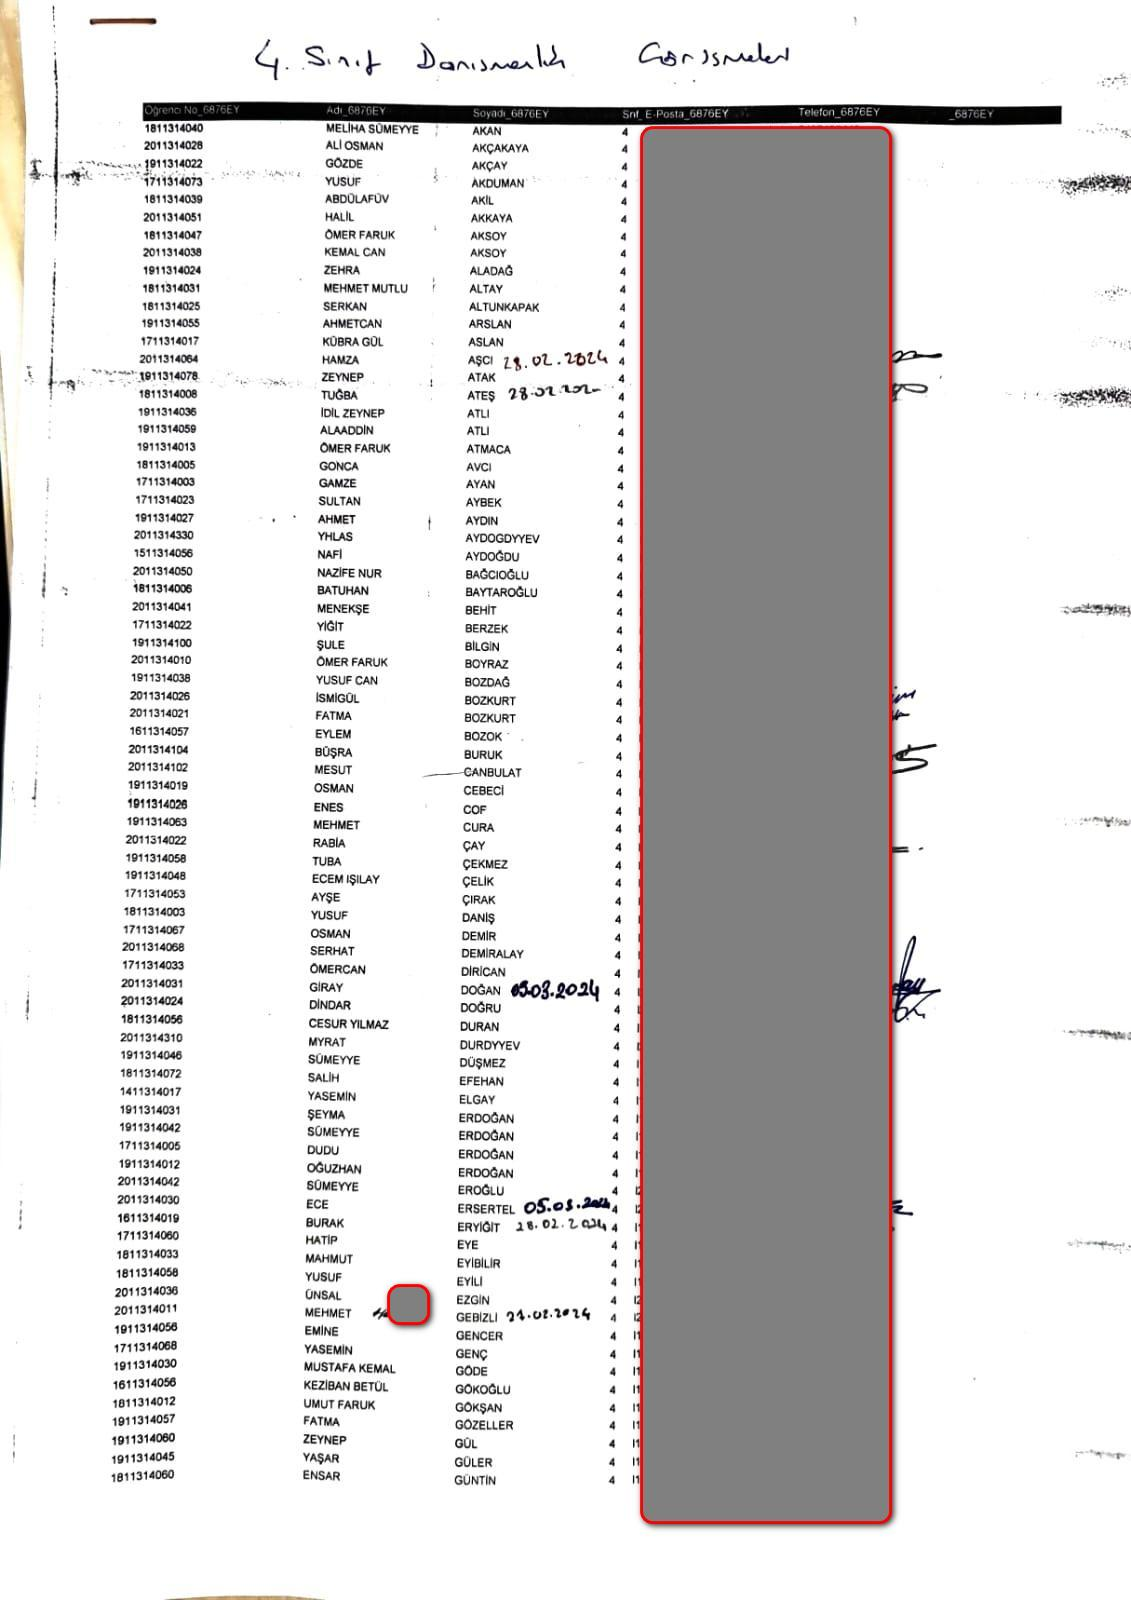 4. Sınıf Danışmanlık Görüşmeleri
Öğrenci No_6876EY Adı_6876EY Soyadı_6876EY Snf_ E-Posta_6876EY Telefon_6876EY _6876EY
1811314040 MELİHA SÜMEYYE AKAN 4
2011314028 ALİ OSMAN AKÇAKAYA 4
1911314022 GÖZDE AKÇAY 4
1711314073 YUSUF AKDUMAN 4
1811314039 ABDÜLAFÜV AKİL 4
2011314051 HALİL AKKAYA 4
1811314047 ÖMER FARUK AKSOY 4
2011314038 KEMAL CAN AKSOY 4
1911314024 ZEHRA ALADAĞ 4
1811314031 MEHMET MUTLU ALTAY 4
1811314025 SERKAN ALTUNKAPAK 4
1911314055 AHMETCAN ARSLAN 4
1711314017 KÜBRA GÜL ASLAN 4
2011314064 HAMZA AŞCI 28.02.2024 4
1911314078 ZEYNEP ATAK 4
1811314008 TUĞBA ATEŞ 28.02.202 4
1911314036 İDİL ZEYNEP ATLI 4
1911314059 ALAADDİN ATLI 4
1911314013 ÖMER FARUK ATMACA 4
1811314005 GONCA AVCI 4
1711314003 GAMZE AYAN 4
1711314023 SULTAN AYBEK 4
1911314027 AHMET AYDIN 4
2011314330 YHLAS AYDOGDYYEV 4
1511314056 NAFİ AYDOĞDU 4
2011314050 NAZİFE NUR BAĞCIOĞLU 4
1811314006 BATUHAN BAYTAROĞLU 4
2011314041 MENEKŞE BEHİT 4
1711314022 YİĞİT BERZEK 4
1911314100 ŞULE BİLGİN 4
2011314010 ÖMER FARUK BOYRAZ 4
1911314038 YUSUF CAN BOZDAĞ 4
2011314026 İSMİGÜL BOZKURT 4
2011314021 FATMA BOZKURT 4
1611314057 EYLEM BOZOK 4
2011314104 BÜŞRA BURUK 4
2011314102 MESUT CANBULAT 4
1911314019 OSMAN CEBECİ 4
1911314026 ENES COF 4
1911314063 MEHMET CURA 4
2011314022 RABİA ÇAY 4
1911314058 TUBA ÇEKMEZ 4
1911314048 ECEM IŞILAY ÇELİK 4
1711314053 AYŞE ÇIRAK 4
1811314003 YUSUF DANİŞ 4
1711314067 OSMAN DEMİR 4
2011314068 SERHAT DEMİRALAY 4
1711314033 ÖMERCAN DİRİCAN 4
2011314031 GİRAY DOĞAN 05.03.2024 4
2011314024 DİNDAR DOĞRU 4
1811314056 CESUR YILMAZ DURAN 4
2011314310 MYRAT DURDYYEV 4
1911314046 SÜMEYYE DÜŞMEZ 4
1811314072 SALİH EFEHAN 4
1411314017 YASEMİN ELGAY 4
1911314031 ŞEYMA ERDOĞAN 4
1911314042 SÜMEYYE ERDOĞAN 4
1711314005 DUDU ERDOĞAN 4
1911314012 OĞUZHAN ERDOĞAN 4
2011314042 SÜMEYYE EROĞLU 4
2011314030 ECE ERSERTEL 05.03.2024 4
1611314019 BURAK ERYİĞİT 28.02.2024 4
1711314060 HATİP EYE 4
1811314033 MAHMUT EYİBİLİR 4
1811314058 YUSUF EYİLİ 4
2011314036 ÜNSAL EZGİN 4
2011314011 MEHMET GEBİZLİ 21.02.2024 4
1911314056 EMİNE GENCER 4
1711314068 YASEMİN GENÇ 4
1911314030 MUSTAFA KEMAL GÖDE 4
1611314056 KEZİBAN BETÜL GÖKOĞLU 4
1811314012 UMUT FARUK GÖKŞAN 4
1911314057 FATMA GÖZELLER 4
1911314060 ZEYNEP GÜL 4
1911314045 YAŞAR GÜLER 4
1811314060 ENSAR GÜNTİN 4